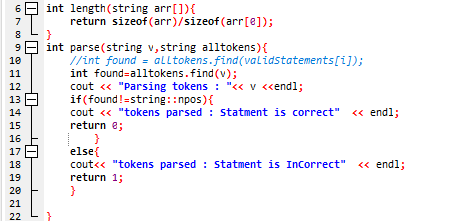 6 int length(string arr[]){
7 return sizeof(arr)/sizeof(arr[0]);
8 }
9 int parse(string v,string alltokens){
10 //int found = alltokens.find(validStatements[i]);
11 int found=alltokens.find(v);
12 cout << "Parsing tokens : "<< v <<endl;
13 if(found!=string::npos){
14 cout << "tokens parsed : Statment is correct" << endl;
15 return 0;
16 }
17 else{
18 cout<< "tokens parsed : Statment is InCorrect" << endl;
19 return 1;
20 }
21
22 }